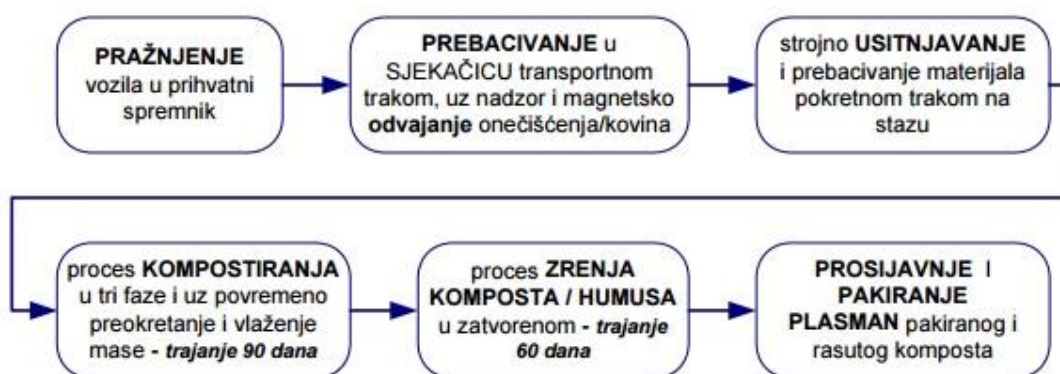 PRAŽNJENJE
vozila u prihvatni
spremnik
PREBACIVANJE u
SJEKAČICU transportnom
trakom, uz nadzor i magnetsko
odvajanje onečišćenja/kovina
strojno USITNJAVANJE
i prebacivanje materijala
pokretnom trakom na
stazu
proces KOMPOSTIRANJA
u tri faze i uz povremeno
preokretanje i vlaženje
mase - trajanje 90 dana
proces ZRENJA
KOMPOSTA / HUMUSA
u zatvorenom - trajanje
60 dana
PROSIJAVNJE I
PAKIRANJE
PLASMAN pakiranog i
rasutog komposta